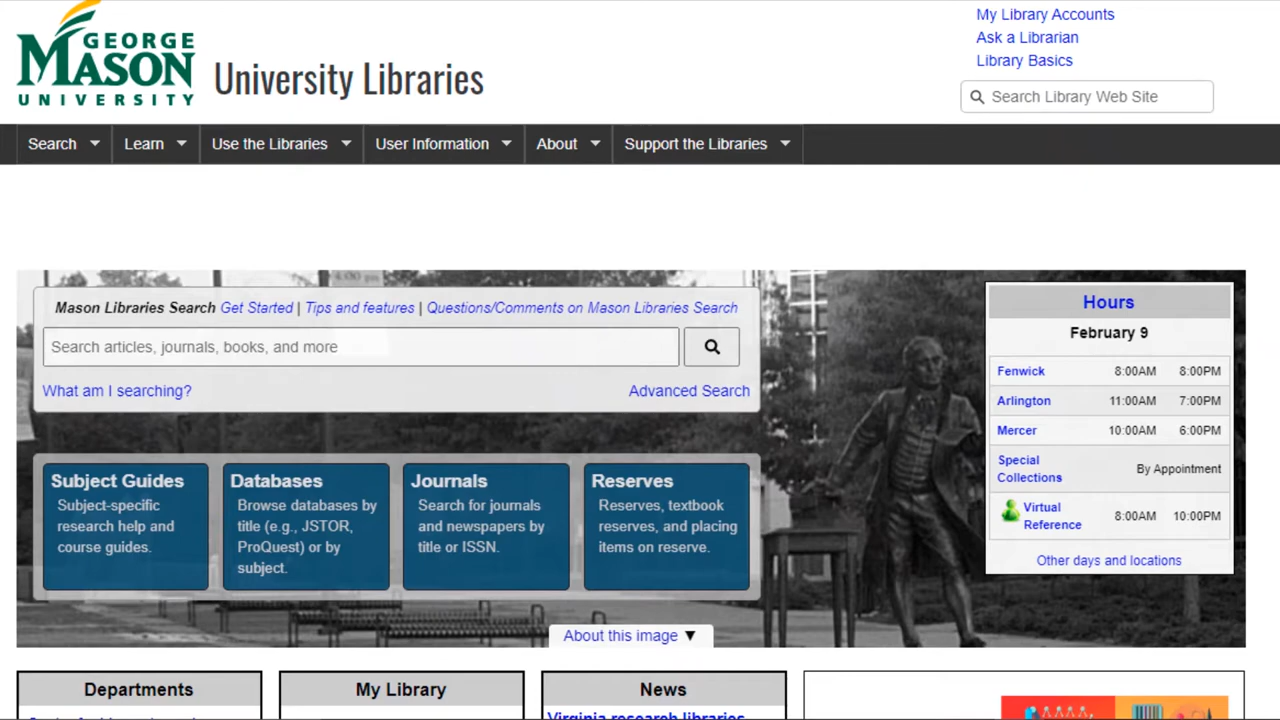 GEORGE
MASON
UNIVERSITY
University Libraries
My Library Accounts
Ask a Librarian
Library Basics
Search Library Web Site
Search Learn Use the Libraries User Information About Support the Libraries
Mason Libraries Search Get Started | Tips and features | Questions/Comments on Mason Libraries Search
Search articles, journals, books, and more
What am I searching? Advanced Search
Subject Guides
Subject-specific
research help and
course guides.
Databases
Browse databases by
title (e.g., JSTOR,
ProQuest) or by
subject.
Journals
Search for journals
and newspapers by
title or ISSN.
Reserves
Reserves, textbook
reserves, and placing
items on reserve.
Hours
February 9
Fenwick 8:00AM 8:00PM
Arlington 11:00AM 7:00PM
Mercer 10:00AM 6:00PM
Special
Collections By Appointment
Virtual
Reference 8:00AM 10:00PM
Other days and locations
About this image ▼
Departments
My Library
News
Virginia research libraries